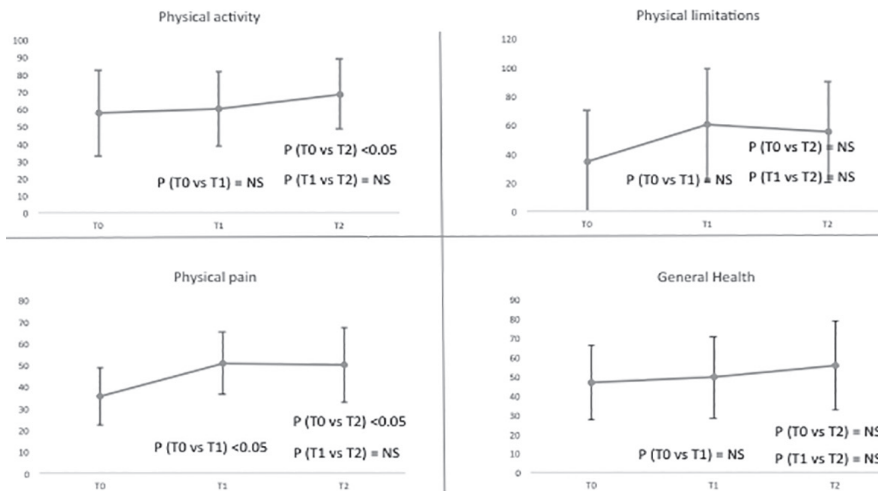 Physical activity
100
90
80
70
60
50
40
30
20
10
0
P (T0 vs T2) <0.05
P (T0 vs T1) = NS
P (T1 vs T2) = NS
T0 T1 T2
Physical limitations
120
100
80
60
40
20
0
P (T0 vs T2) = NS
P (T0 vs T1) = NS
P (T1 vs T2) = NS
T0 T1 T2
Physical pain
80
70
60
50
40
30
20
10
0
P (T0 vs T2) <0.05
P (T0 vs T1) <0.05
P (T1 vs T2) = NS
T0 T1 T2
General Health
90
80
70
60
50
40
30
20
10
0
P (T0 vs T2) = NS
P (T0 vs T1) = NS
P (T1 vs T2) = NS
T0 T1 T2